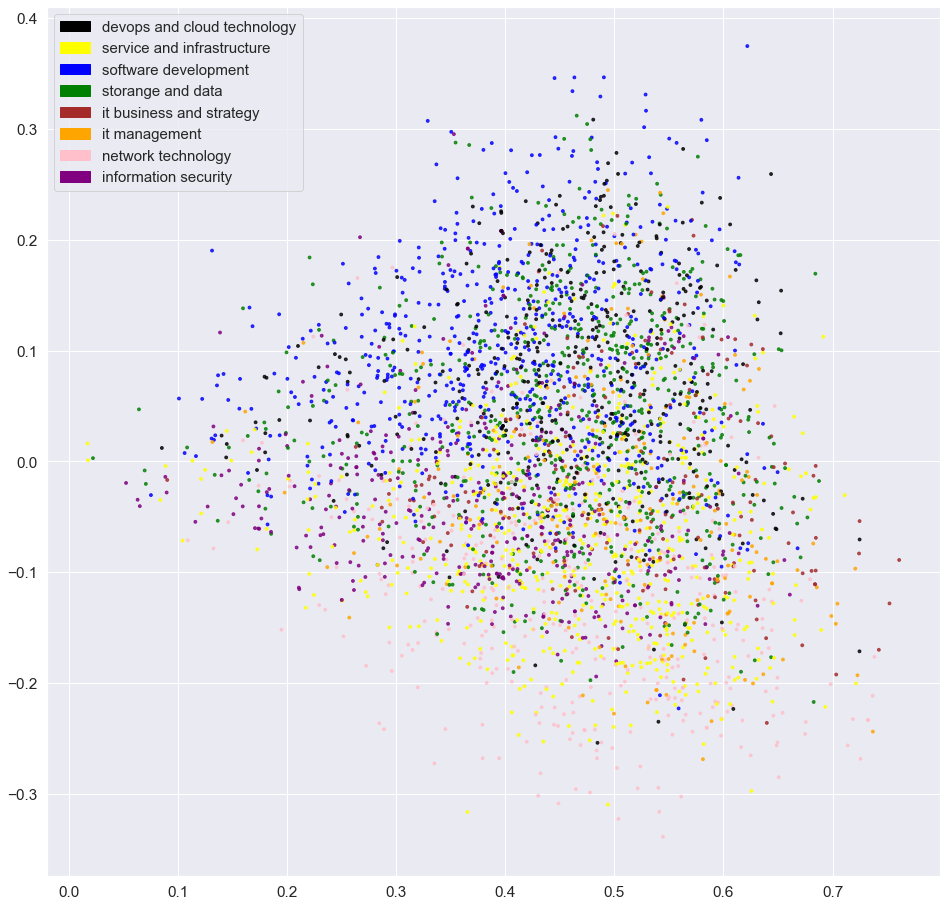 0.4
0.3
0.2
0.1
0.0
−0.1
−0.2
−0.3
devops and cloud technology
service and infrastructure
software development
storange and data
it business and strategy
it management
network technology
information security
0.0 0.1 0.2 0.3 0.4 0.5 0.6 0.7